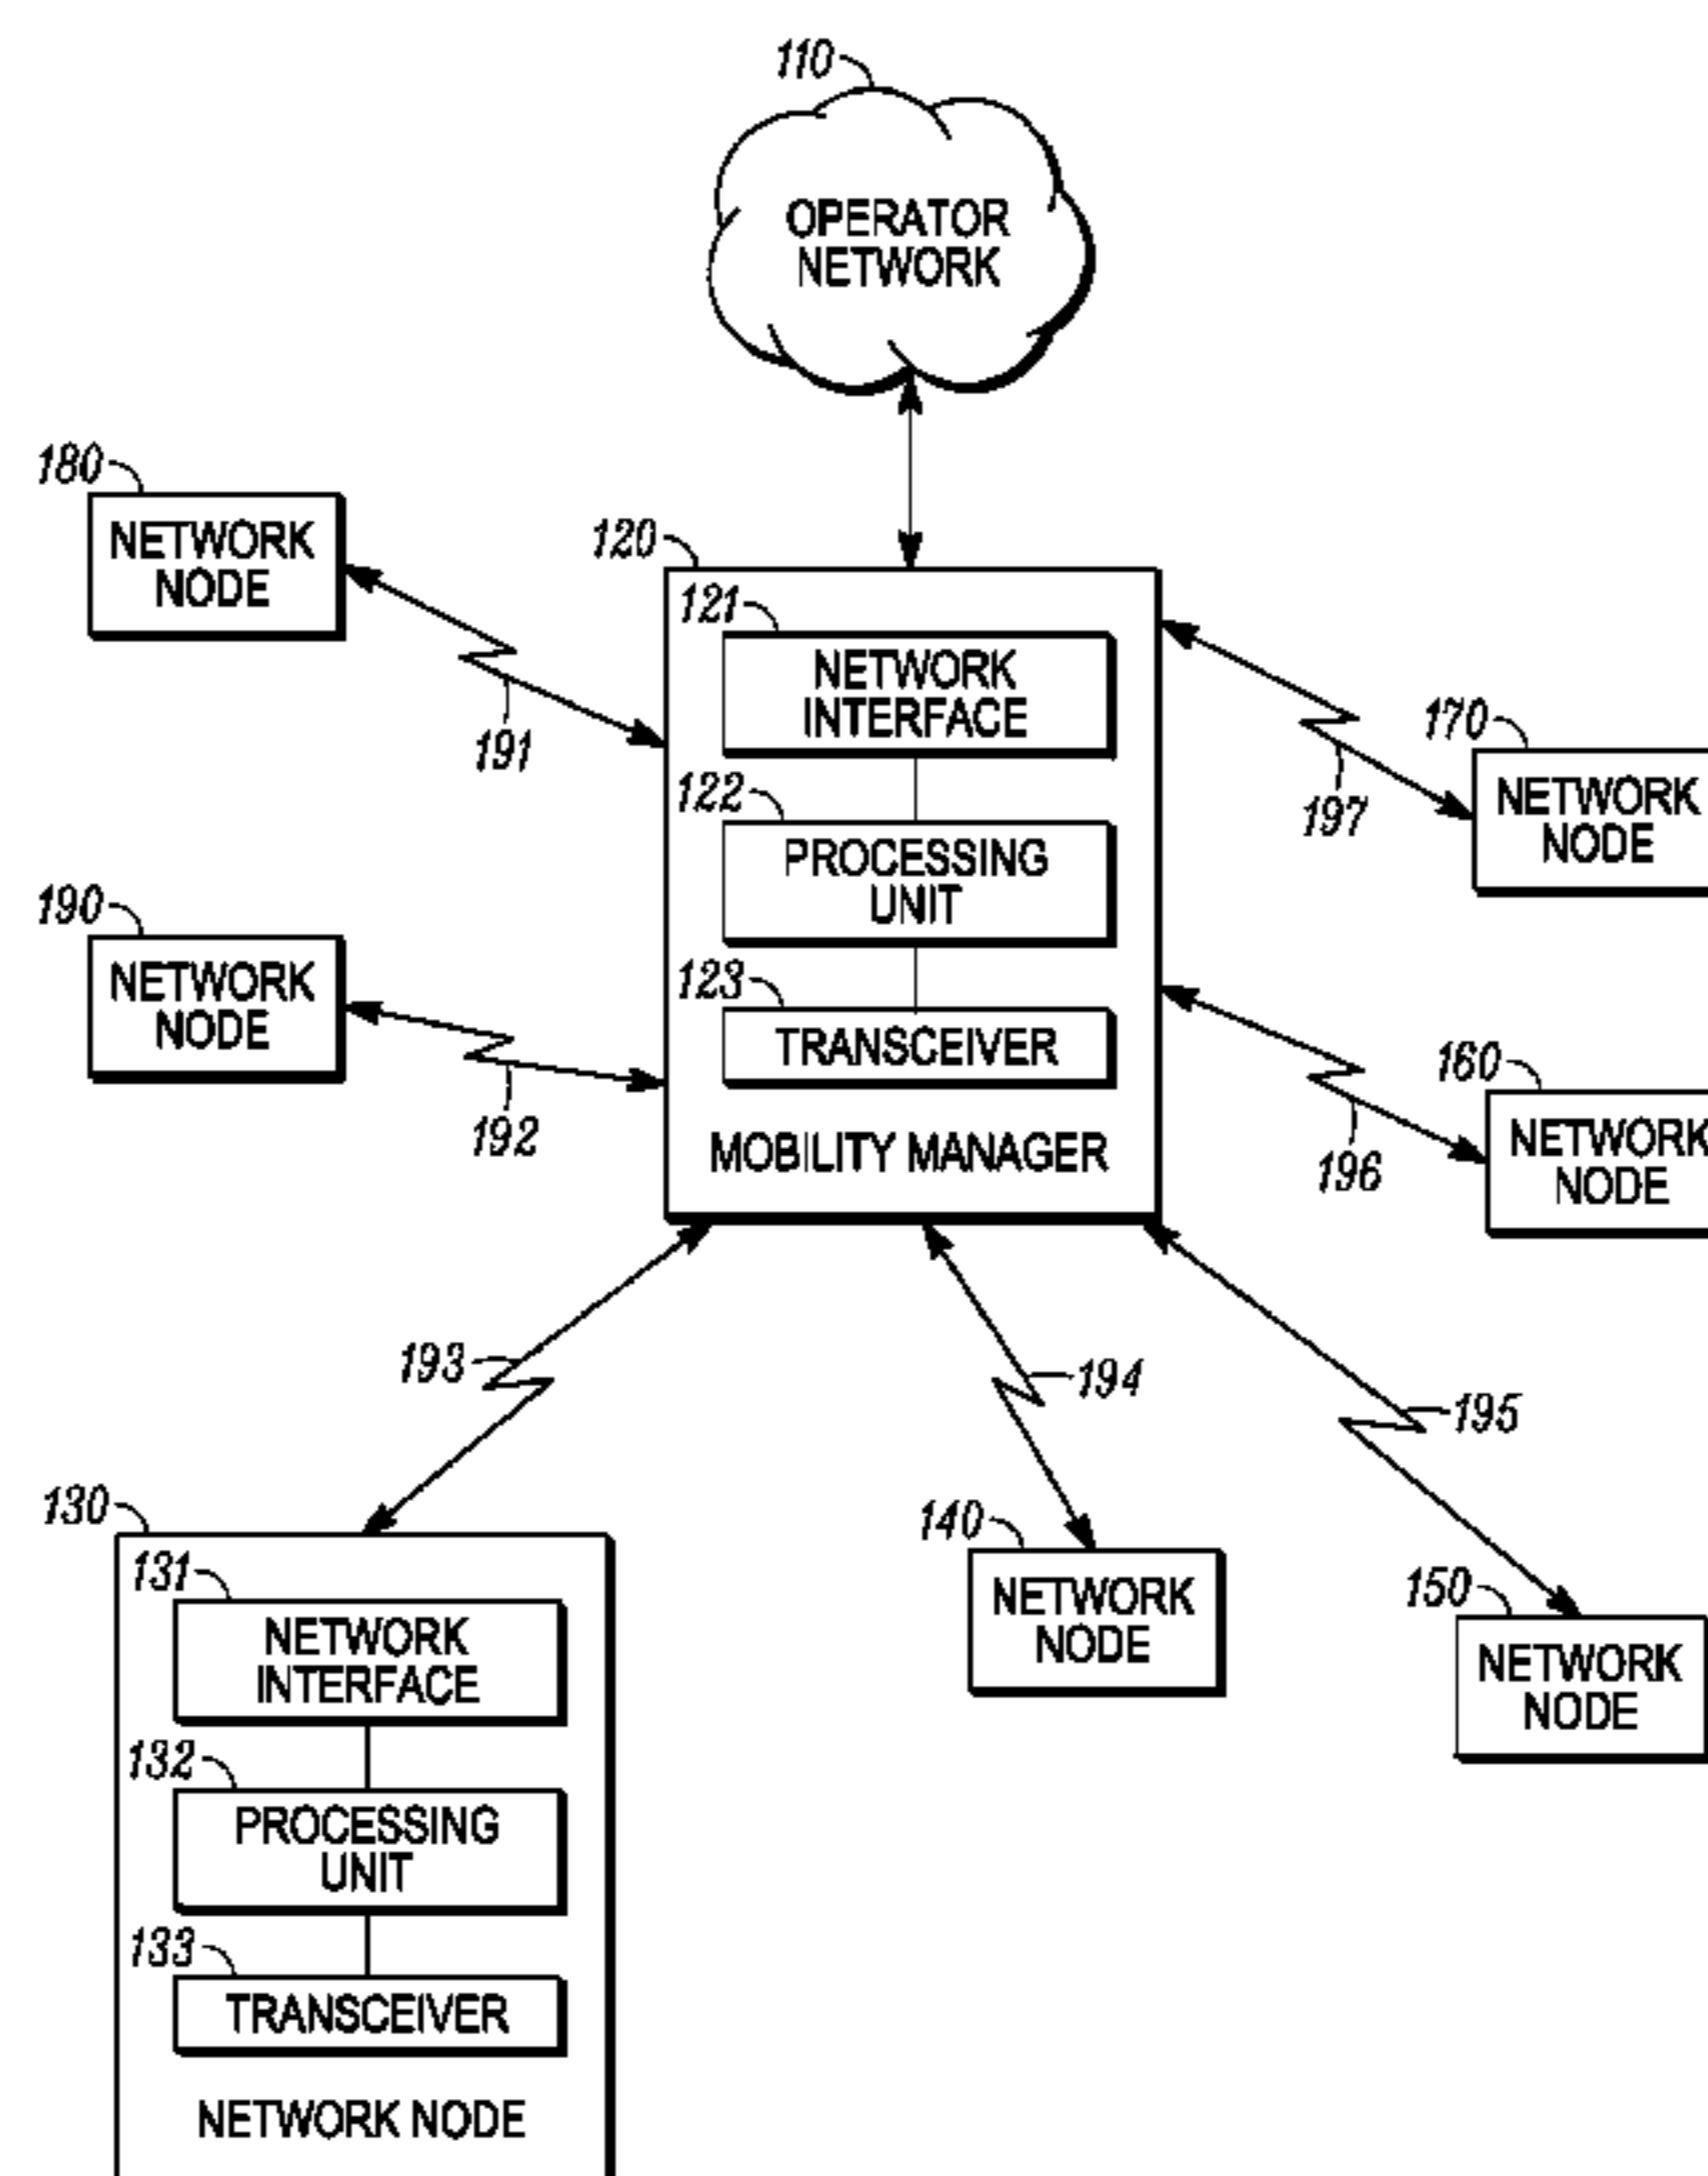 110
OPERATOR
NETWORK
180
NETWORK
NODE
191
120
121
NETWORK
INTERFACE
122
PROCESSING
UNIT
123
TRANSCEIVER
MOBILITY MANAGER
197
170
NETWORK
NODE
190
NETWORK
NODE
192
196
160
NETWORK
NODE
193
194
195
130
131
NETWORK
INTERFACE
132
PROCESSING
UNIT
133
TRANSCEIVER
NETWORK NODE
140
NETWORK
NODE
150
NETWORK
NODE